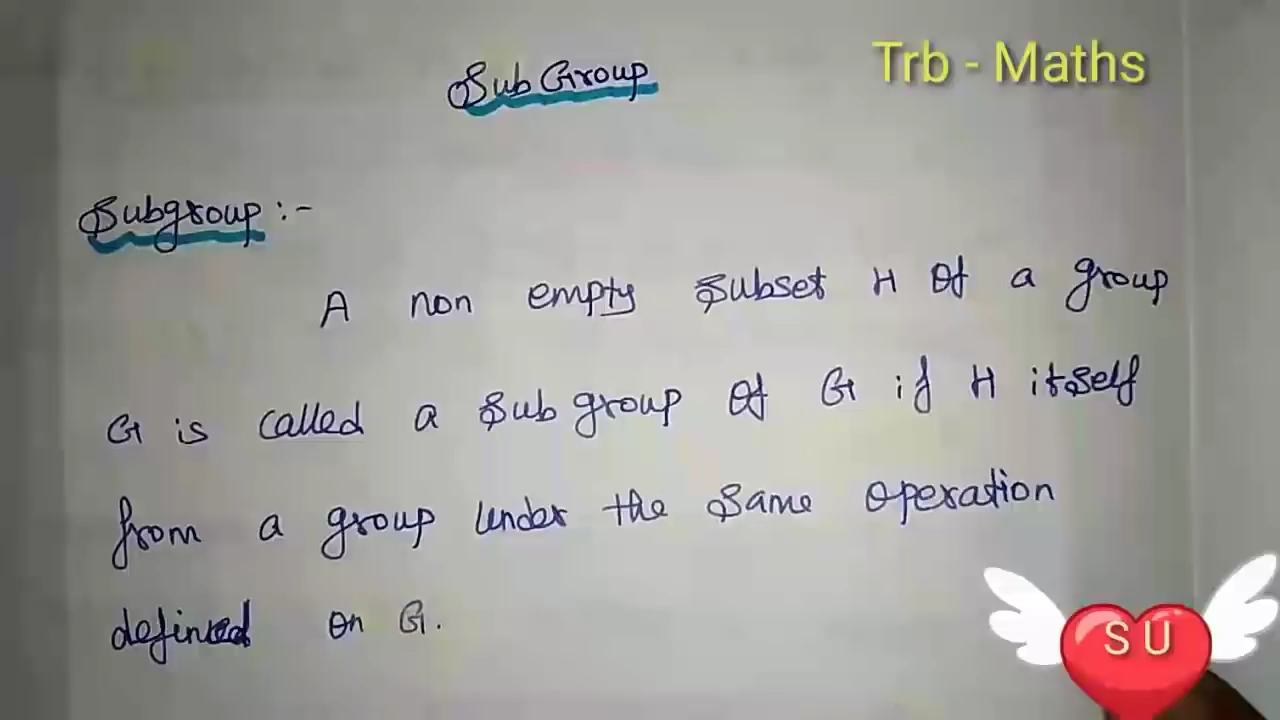 Sub Group
Trb - Maths
Subgroup :-
A non empty subset H of a group
G is called a sub group of G if H itself
from a group under the same operation
defined on G.
S U